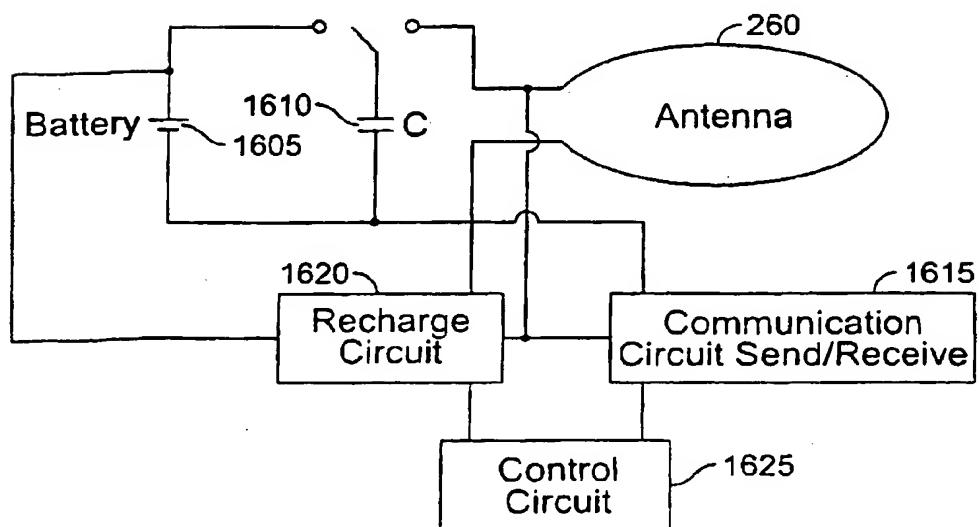 260
Antenna
Battery
1605
1610
C
1620
Recharge
Circuit
1615
Communication
Circuit Send/Receive
Control
Circuit
1625